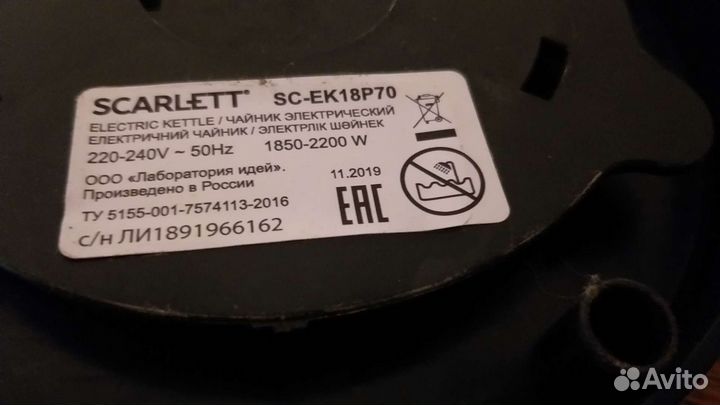 SCARLETT® SC-EK18P70
ELECTRIC KETTLE / ЧАЙНИК ЭЛЕКТРИЧЕСКИЙ
ЕЛЕКТРИЧНИЙ ЧАЙНИК / ЭЛЕКТРЛІК ШӘЙНЕК
220-240V ~ 50Hz 1850-2200 W
ООО «Лаборатория идей». 11.2019
Произведено в России
ТУ 5155-001-7574113-2016
EAC
с/н ЛИ1891966162
Avito